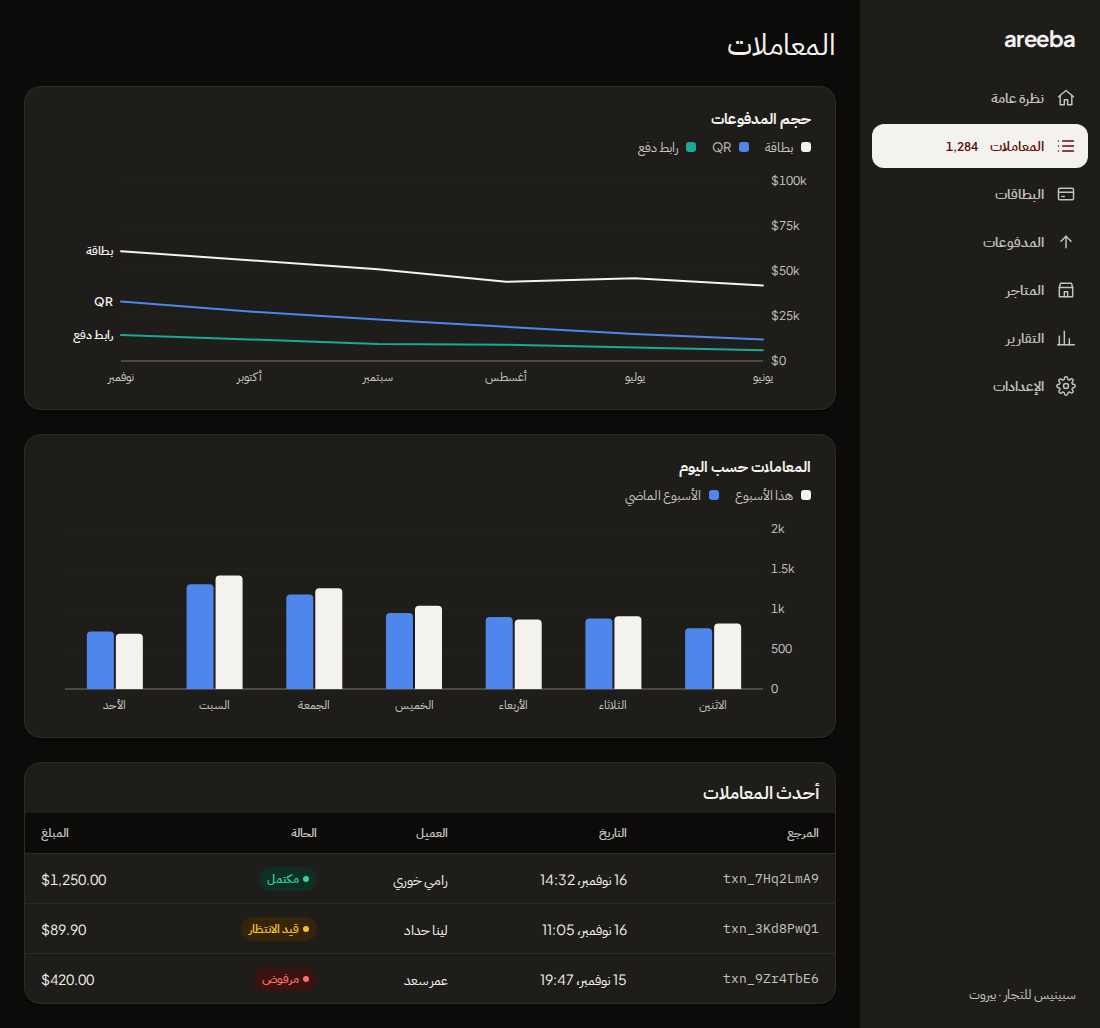 areeba
نظرة عامة
المعاملات 1,284
البطاقات
المدفوعات
المتاجر
التقارير
الإعدادات
سبينيس للتجار · بيروت
المعاملات
حجم المدفوعات
بطاقة QR رابط دفع
$100k
$75k
$50k
$25k
$0
بطاقة
QR
رابط دفع
يونيو يوليو أغسطس سبتمبر أكتوبر نوفمبر
المعاملات حسب اليوم
هذا الأسبوع الأسبوع الماضي
2k
1.5k
1k
500
0
الاثنين الثلاثاء الأربعاء الخميس الجمعة السبت الأحد
أحدث المعاملات
المرجع التاريخ العميل الحالة المبلغ
txn_7Hq2LmA9 16 نوفمبر، 14:32 رامي خوري مكتمل $1,250.00
txn_3Kd8PwQ1 16 نوفمبر، 11:05 لينا حداد قيد الانتظار $89.90
txn_9Zr4TbE6 15 نوفمبر، 19:47 عمر سعد مرفوض $420.00